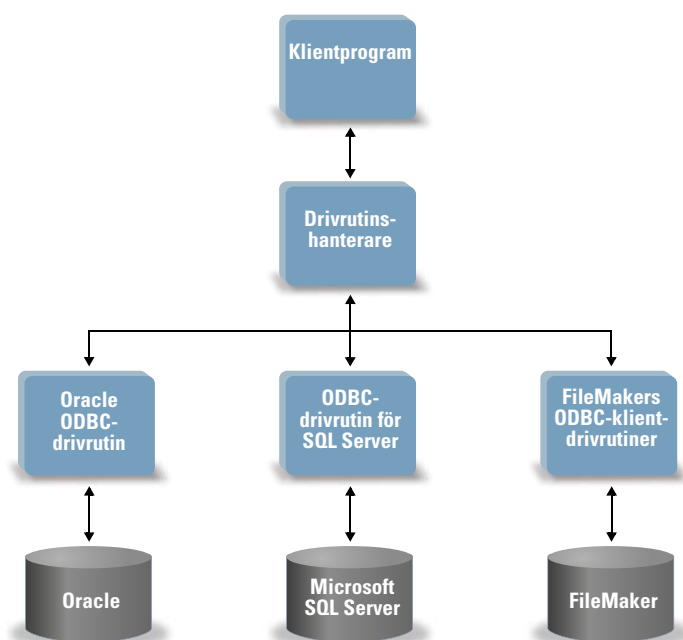 Klientprogram
Drivrutins-
hanterare
Oracle
ODBC-
drivrutin
ODBC-
drivrutin för
SQL Server
FileMakers
ODBC-klient-
drivrutiner
Oracle
Microsoft
SQL Server
FileMaker